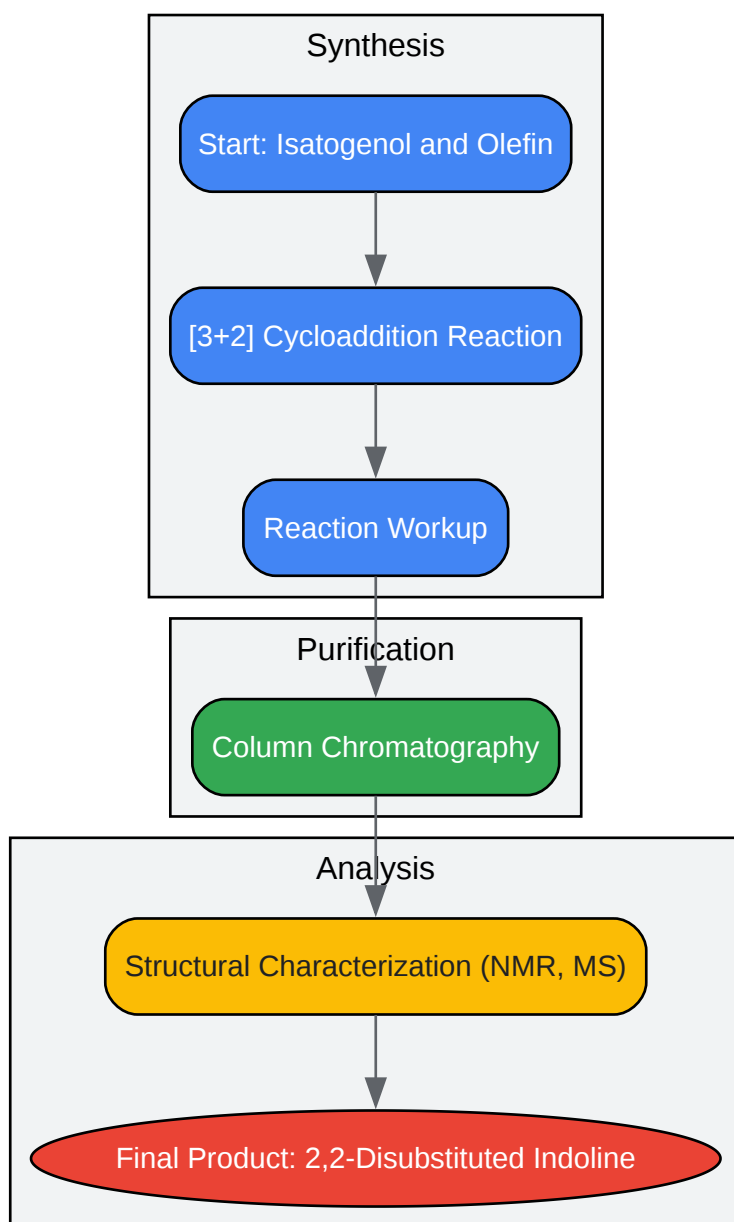 Synthesis
Start: Isatogenol and Olefin
[3+2] Cycloaddition Reaction
Reaction Workup
Purification
Column Chromatography
Analysis
Structural Characterization (NMR, MS)
Final Product: 2,2-Disubstituted Indoline